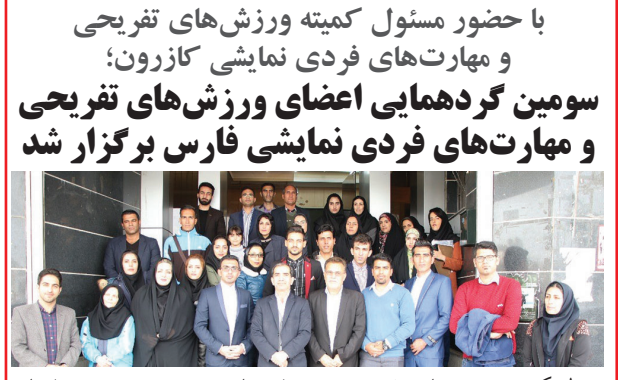 با حضور مسئول کمیته ورزش‌های تفریحی
و مهارت‌های فردی نمایشی کازرون؛
سومین گردهمایی اعضای ورزش‌های تفریحی
و مهارت‌های فردی نمایشی فارس برگزار شد